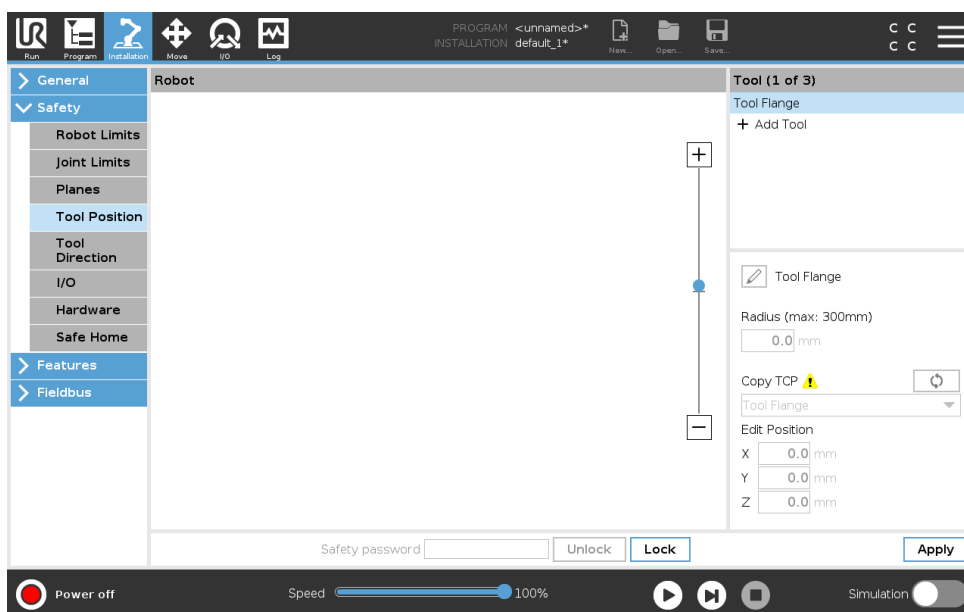 UR
PROGRAM <unnamed>*
INSTALLATION default_1*
Run Program Installation Move I/O Log New... Open... Save...
C C
C C
General
Safety
Robot Limits
Joint Limits
Planes
Tool Position
Tool
Direction
I/O
Hardware
Safe Home
Features
Fieldbus
Robot
Tool (1 of 3)
Tool Flange
+ Add Tool
Tool Flange
Radius (max: 300mm)
0.0 mm
Copy TCP
Tool Flange
Edit Position
X 0.0 mm
Y 0.0 mm
Z 0.0 mm
Safety password Unlock Lock Apply
Power off Speed 100% Simulation